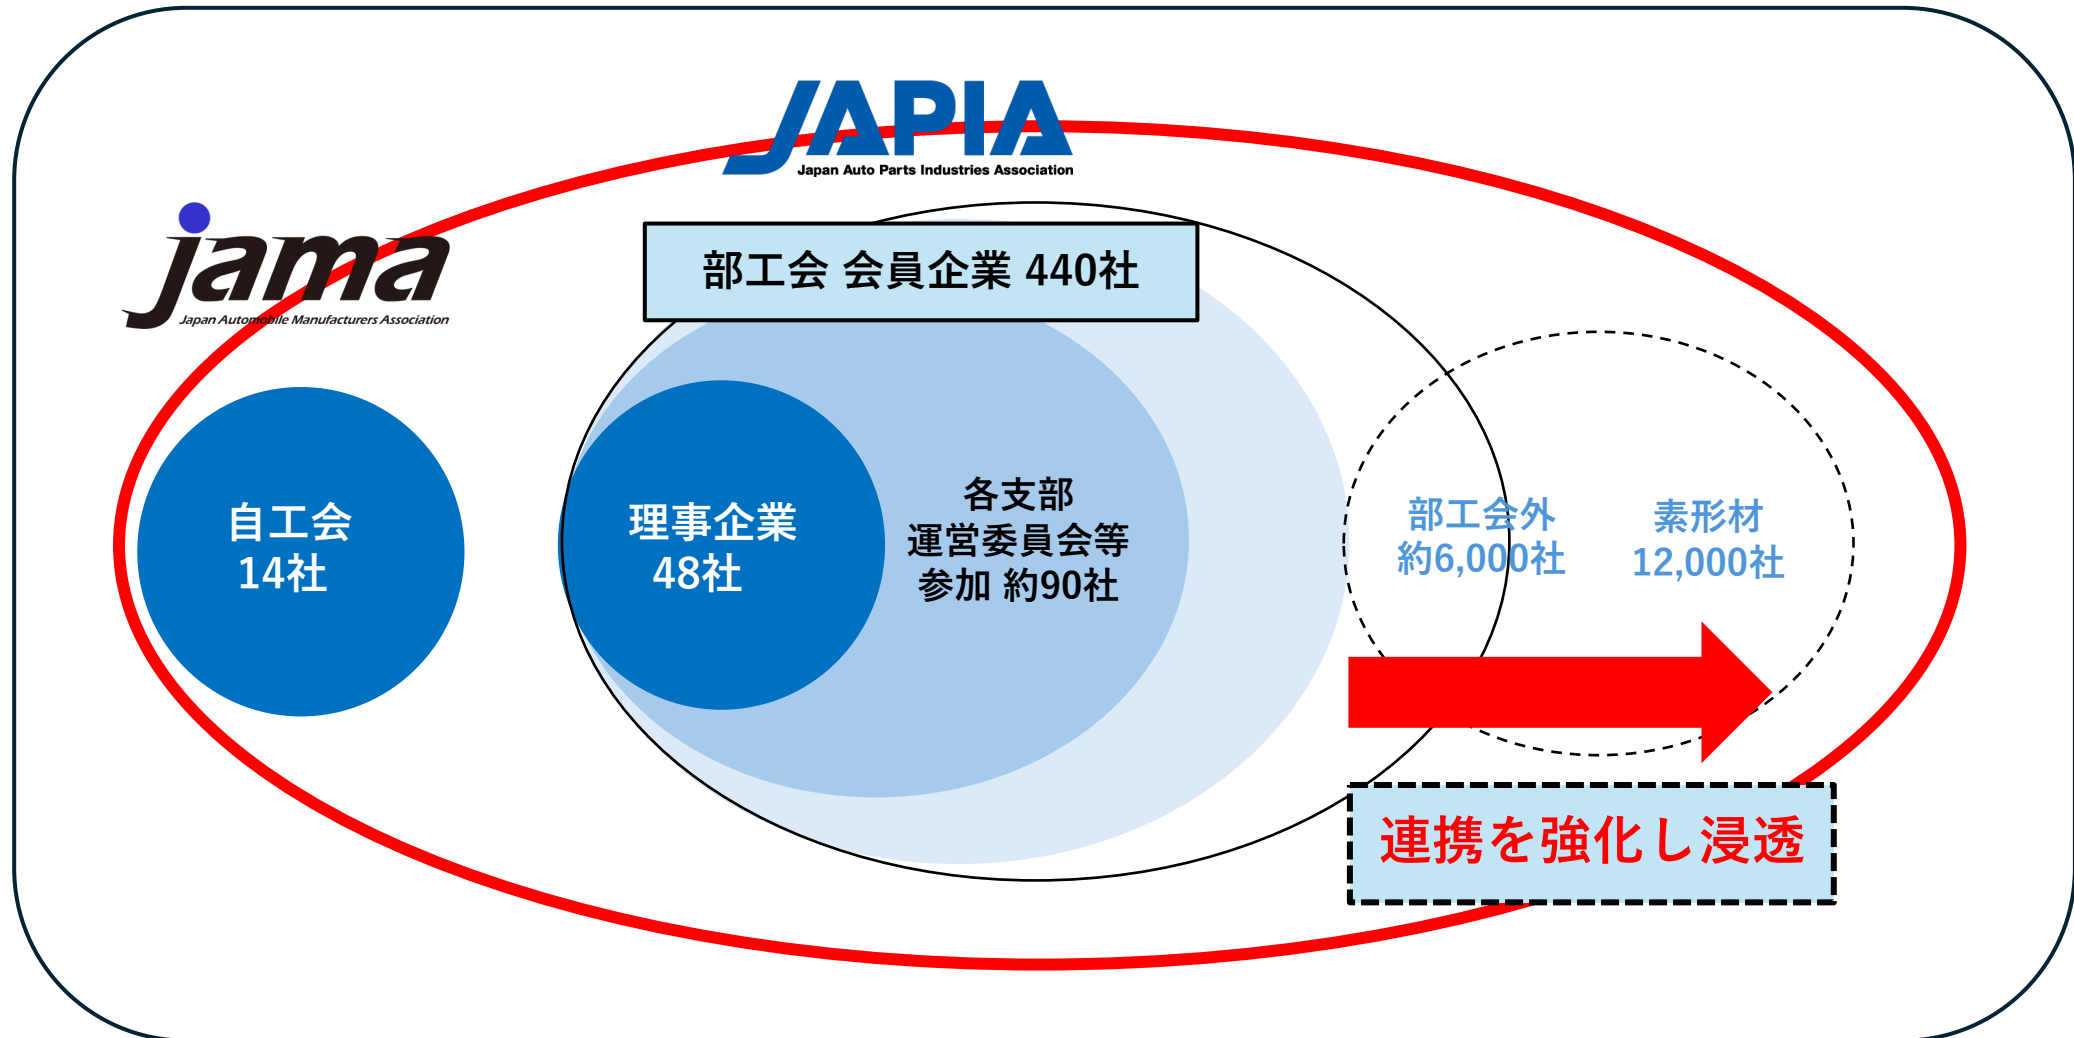 JAPIA
Japan Auto Parts Industries Association
jama
Japan Automobile Manufacturers Association
部工会 会員企業 440社
自工会
14社
理事企業
48社
各支部
運営委員会等
参加 約90社
部工会外
約6,000社
素形材
12,000社
連携を強化し浸透